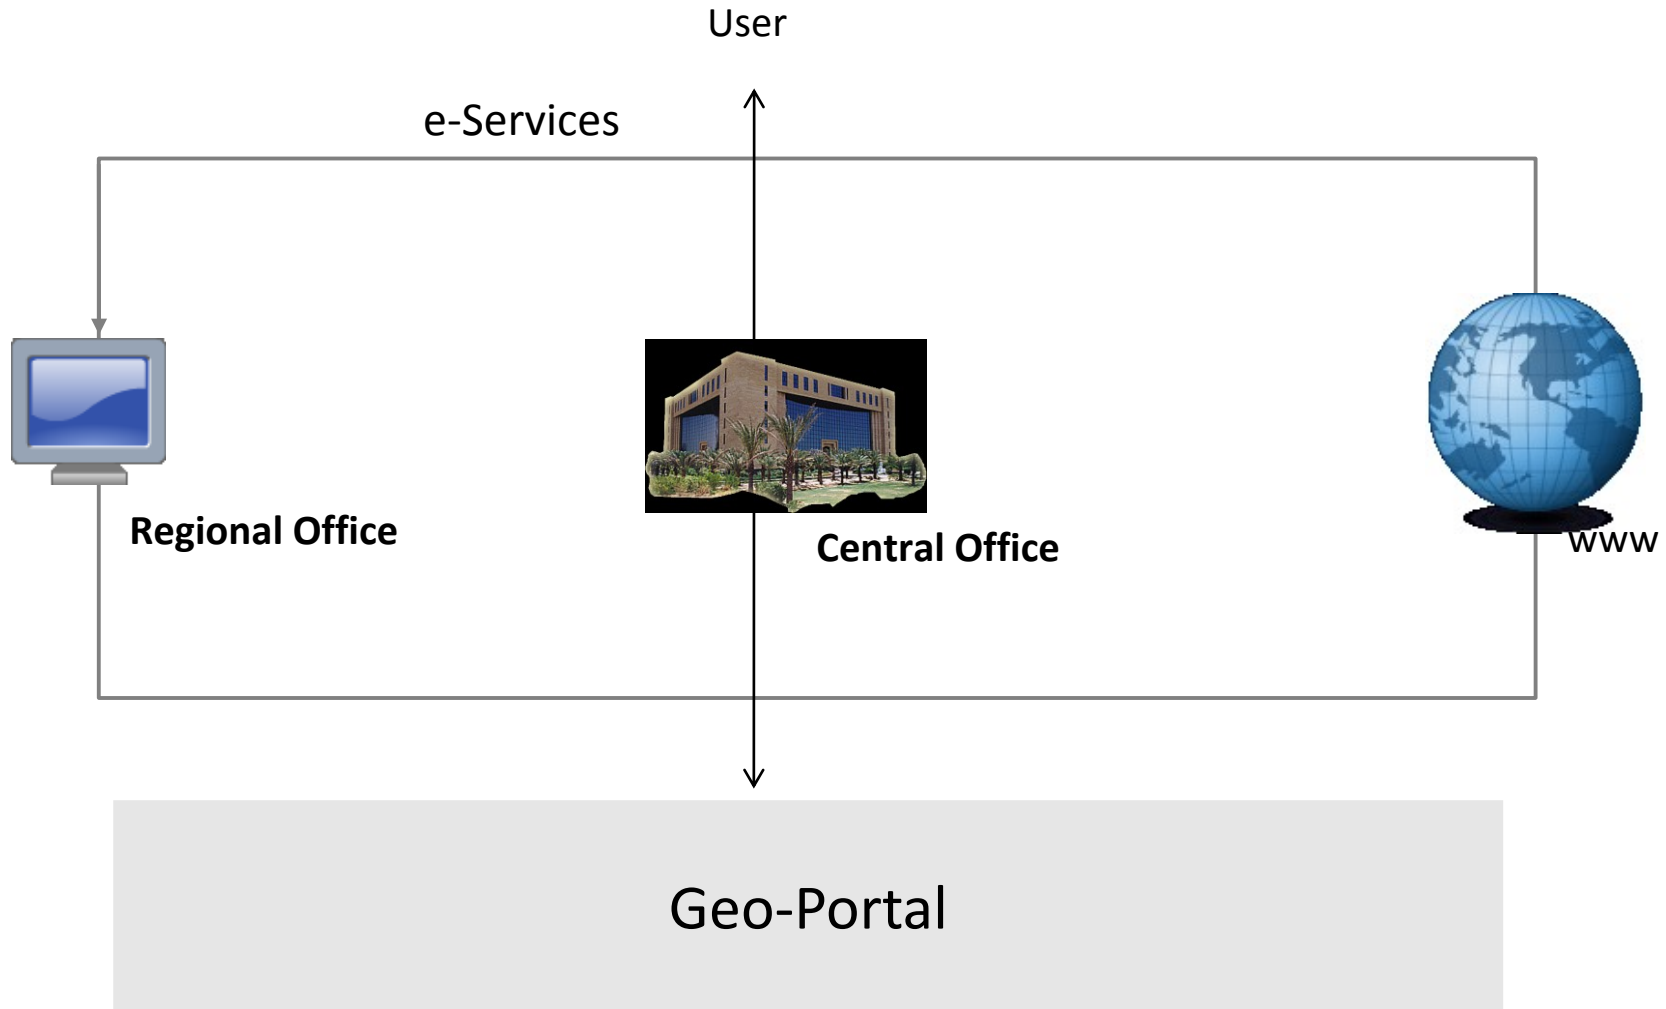 User
e-Services
Regional Office
Central Office
www
Geo-Portal